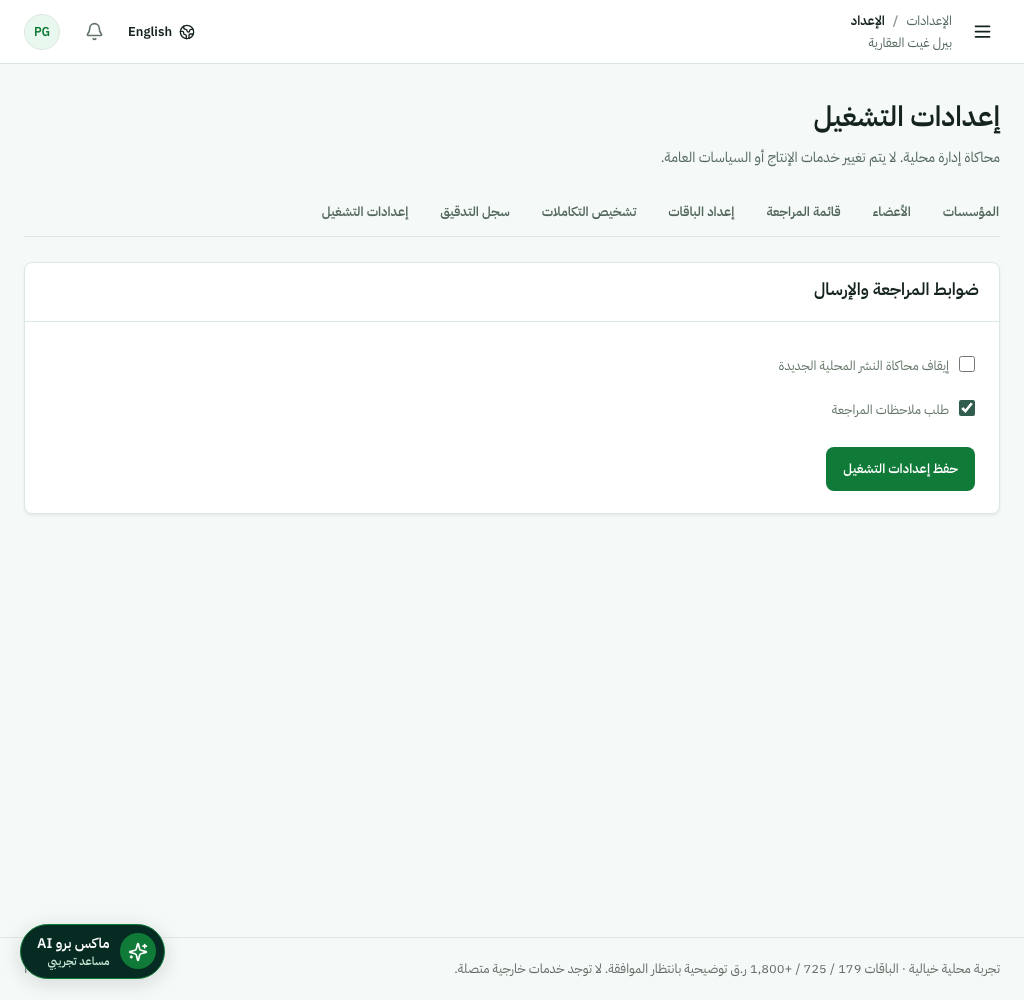 الإعدادات / الإعداد
بيرل غيت العقارية
English
PG
إعدادات التشغيل
محاكاة إدارة محلية. لا يتم تغيير خدمات الإنتاج أو السياسات العامة.
المؤسسات الأعضاء قائمة المراجعة إعداد الباقات تشخيص التكاملات سجل التدقيق إعدادات التشغيل
ضوابط المراجعة والإرسال
إيقاف محاكاة النشر المحلية الجديدة
طلب ملاحظات المراجعة
حفظ إعدادات التشغيل
تجربة محلية خيالية · الباقات 179 / 725 / 1,800+ ر.ق توضيحية بانتظار الموافقة. لا توجد خدمات خارجية متصلة.
ماكس برو AI
مساعد تجريبي